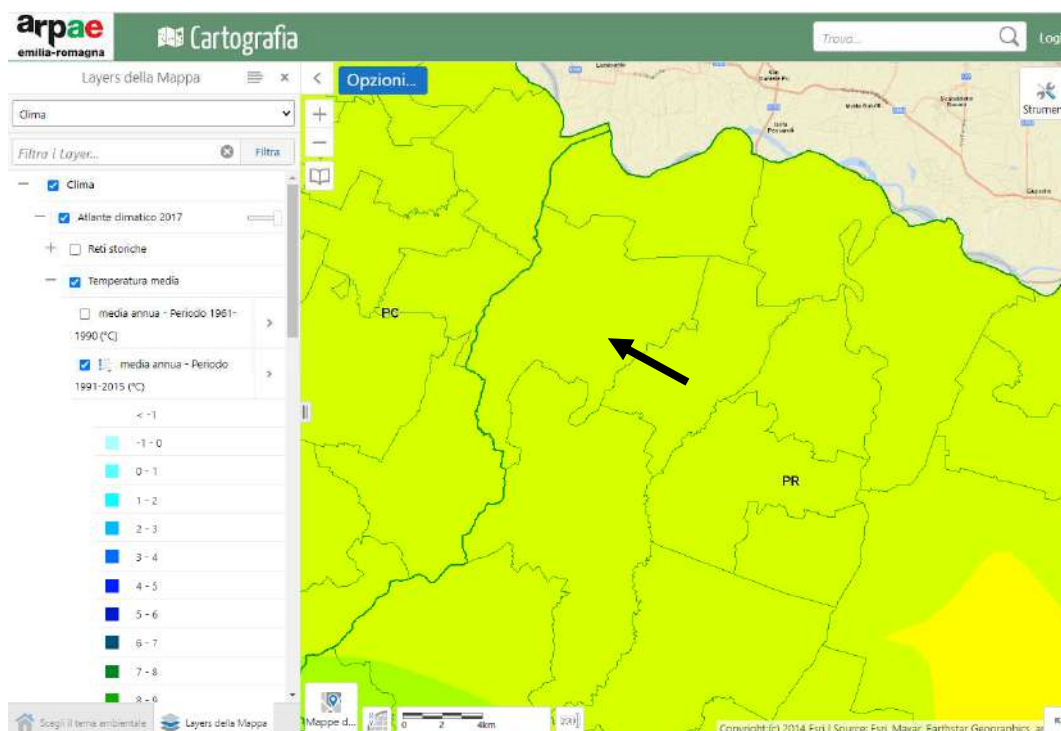 arpae
emilia-romagna
Cartografia
Trova...
Logi
Layers della Mappa
Opzioni...
Clima
Strumen
Filtra i Layer...
Filtra
Clima
Atlante climatico 2017
Reti storiche
Temperatura media
media annua - Periodo 1961-
1990 (°C)
media annua - Periodo
1991-2015 (°C)
< -1
-1 - 0
0 - 1
1 - 2
2 - 3
3 - 4
4 - 5
5 - 6
6 - 7
7 - 8
8 - 9
PC
PR
Scegli il tema ambientale
Layers della Mappa
Mappe d...
0 2 4km
Copyright:(c) 2014 Esri | Source: Esri, Maxar, Earthstar Geographics, a